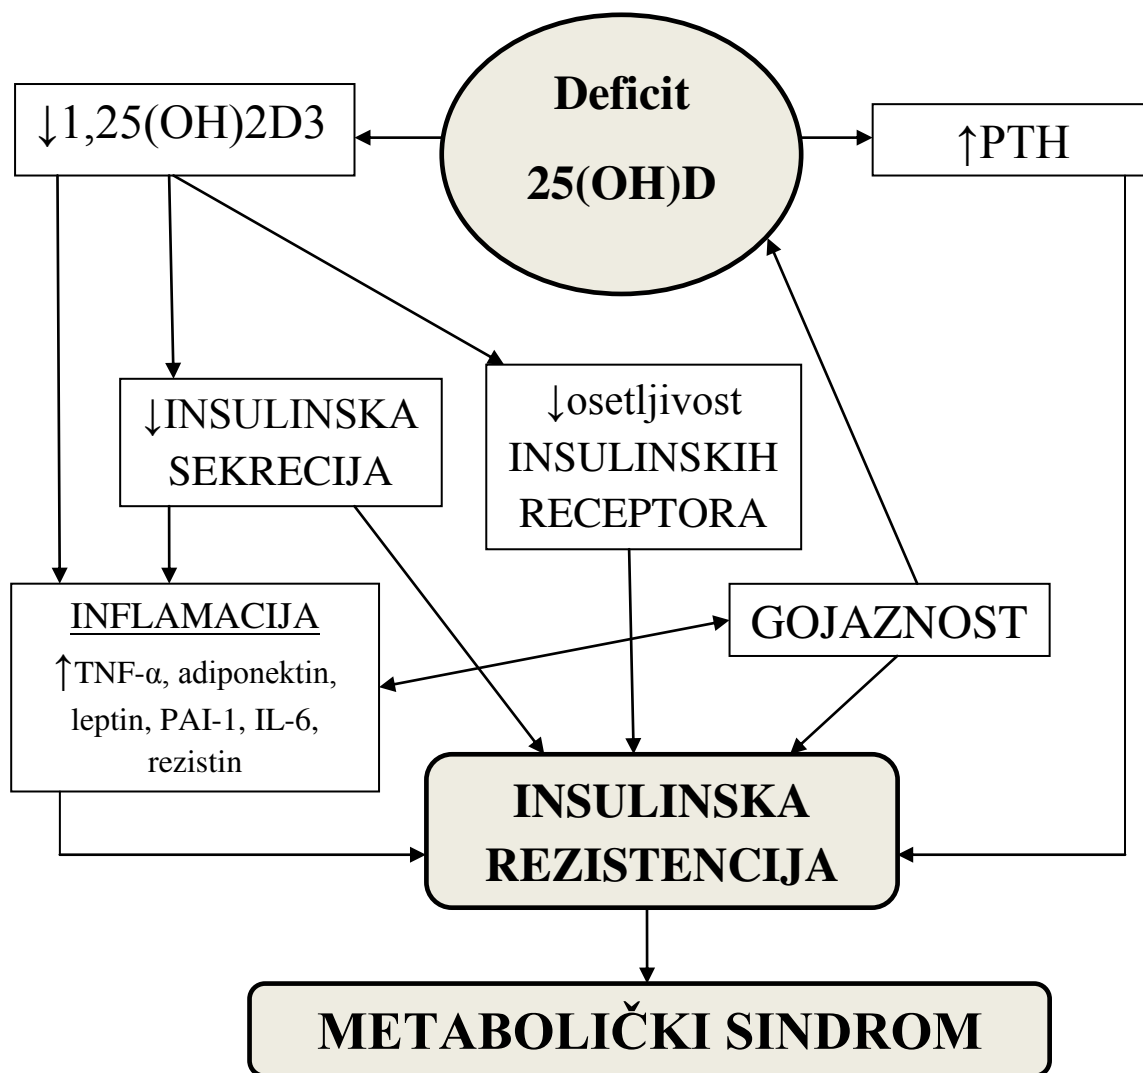 Deficit
25(OH)D
↓1,25(OH)2D3
↑PTH
↓INSULINSKA
SEKRECIJA
↓osetljivost
INSULINSKIH
RECEPTORA
INFLAMACIJA
↑TNF-α, adiponektin,
leptin, PAI-1, IL-6,
rezistin
GOJAZNOST
INSULINSKA
REZISTENCIJA
METABOLIČKI SINDROM